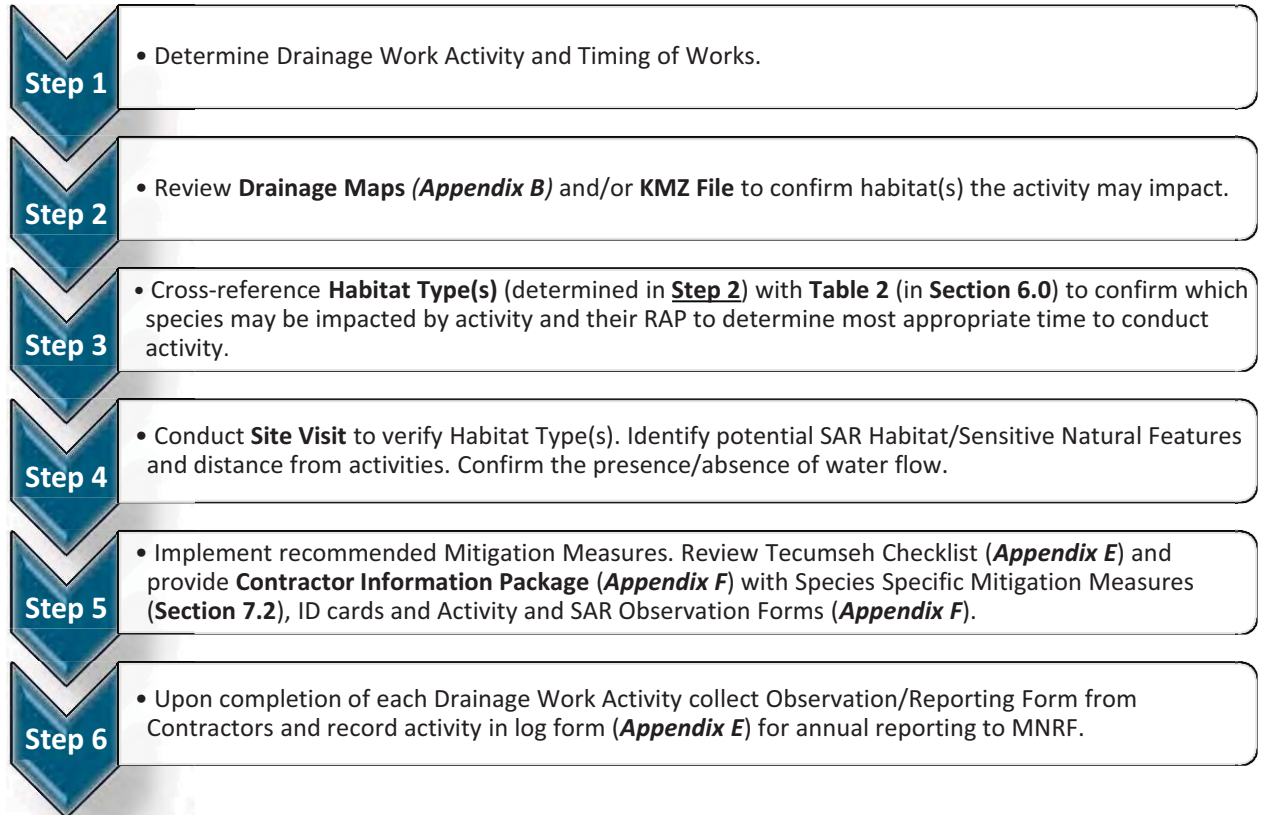 Step 1
• Determine Drainage Work Activity and Timing of Works.
Step 2
• Review Drainage Maps (Appendix B) and/or KMZ File to confirm habitat(s) the activity may impact.
Step 3
• Cross-reference Habitat Type(s) (determined in Step 2) with Table 2 (in Section 6.0) to confirm which
species may be impacted by activity and their RAP to determine most appropriate time to conduct
activity.
Step 4
• Conduct Site Visit to verify Habitat Type(s). Identify potential SAR Habitat/Sensitive Natural Features
and distance from activities. Confirm the presence/absence of water flow.
Step 5
• Implement recommended Mitigation Measures. Review Tecumseh Checklist (Appendix E) and
provide Contractor Information Package (Appendix F) with Species Specific Mitigation Measures
(Section 7.2), ID cards and Activity and SAR Observation Forms (Appendix F).
Step 6
• Upon completion of each Drainage Work Activity collect Observation/Reporting Form from
Contractors and record activity in log form (Appendix E) for annual reporting to MNRF.